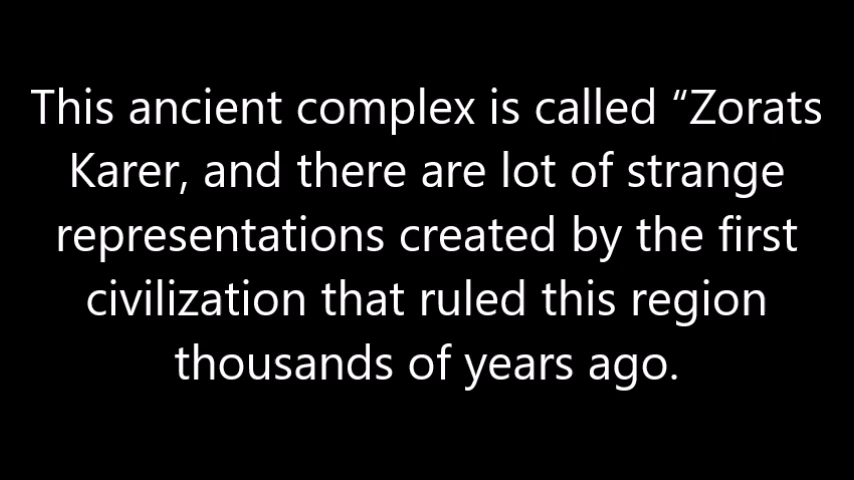 This ancient complex is called “Zorats
Karer, and there are lot of strange
representations created by the first
civilization that ruled this region
thousands of years ago.